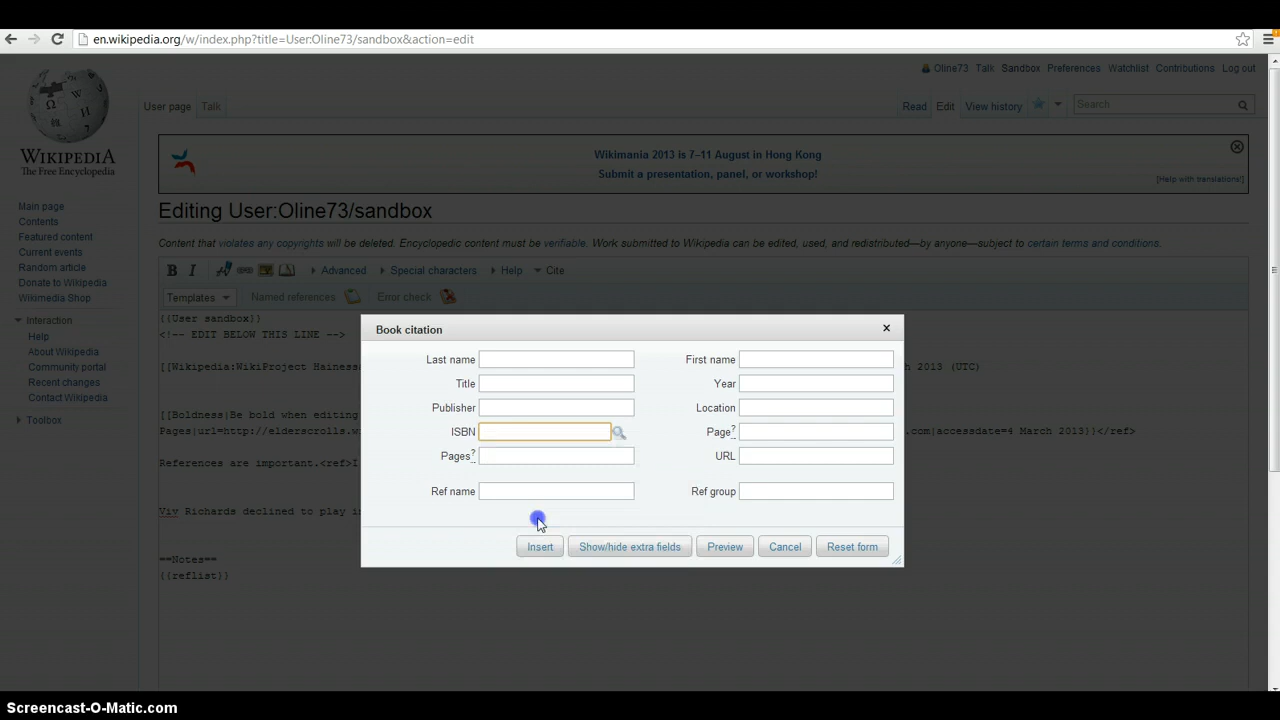 en.wikipedia.org/w/index.php?title=User:Oline73/sandbox&action=edit
Oline73 Talk Sandbox Preferences Watchlist Contributions Log out
User page Talk Read Edit View history Search
WIKIPEDIA
The Free Encyclopedia
Wikimania 2013 is 7–11 August in Hong Kong
Submit a presentation, panel, or workshop!
[Help with translations!]
Editing User:Oline73/sandbox
Content that violates any copyrights will be deleted. Encyclopedic content must be verifiable. Work submitted to Wikipedia can be edited, used, and redistributed—by anyone—subject to certain terms and conditions.
Main page
Contents
Featured content
Current events
Random article
Donate to Wikipedia
Wikimedia Shop
Interaction
Help
About Wikipedia
Community portal
Recent changes
Contact Wikipedia
Toolbox
B I Advanced Special characters Help Cite
Templates Named references Error check
{{User sandbox}}
<!-- EDIT BELOW THIS LINE -->
[[Wikipedia:WikiProject Hainess 2013 (UTC)
[[Boldness|Be bold when editing
Pages|url=http://elderscrolls.w .com|accessdate=4 March 2013}}</ref>
References are important.<ref>
Viv Richards declined to play i
==Notes==
{{reflist}}
Book citation
Last name First name
Title Year
Publisher Location
ISBN Page?
Pages? URL
Ref name Ref group
Insert Show/hide extra fields Preview Cancel Reset form
Screencast-O-Matic.com